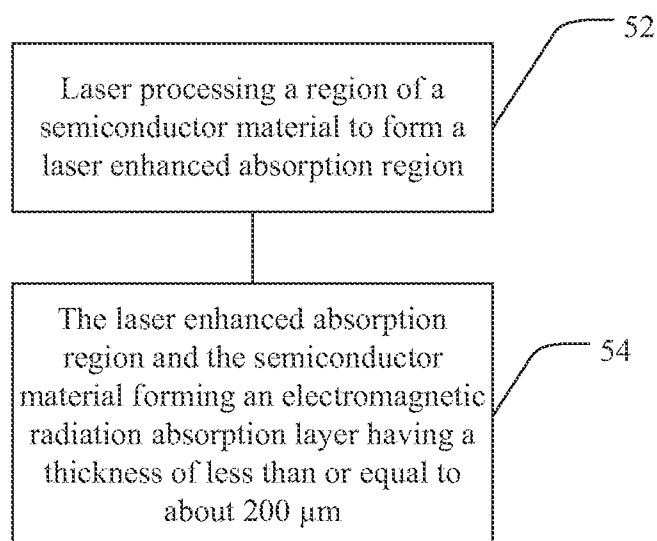 52
Laser processing a region of a
semiconductor material to form a
laser enhanced absorption region
The laser enhanced absorption
region and the semiconductor
material forming an electromagnetic
radiation absorption layer having a
thickness of less than or equal to
about 200 µm
54